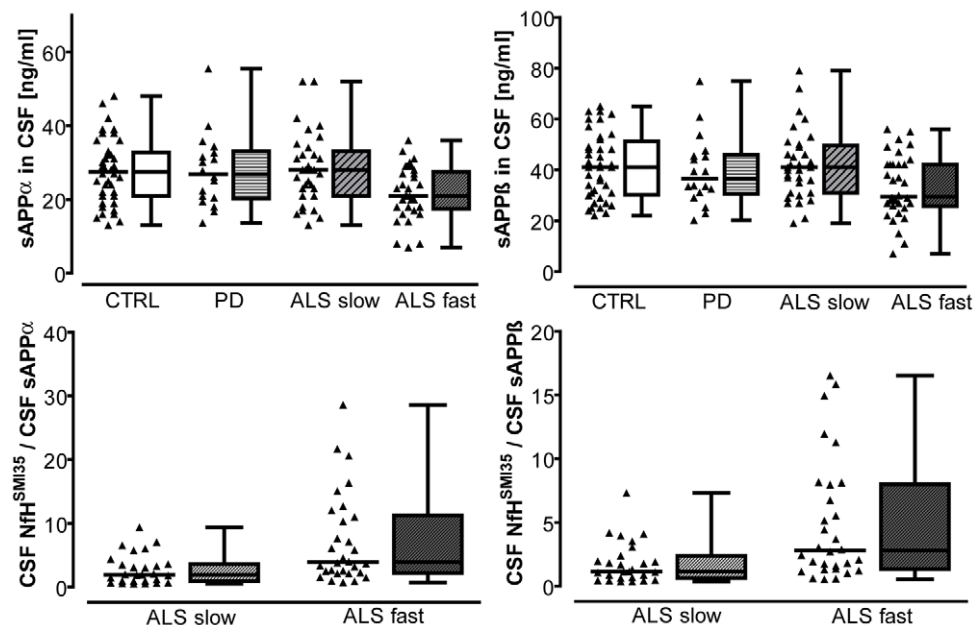 sAPPα in CSF [ng/ml]
60
40
20
0
CTRL PD ALS slow ALS fast
sAPPß in CSF [ng/ml]
100
80
60
40
20
0
CTRL PD ALS slow ALS fast
CSF NfH^SMI35 / CSF sAPPα
40
30
20
10
0
ALS slow ALS fast
CSF NfH^SMI35 / CSF sAPPß
20
15
10
5
0
ALS slow ALS fast